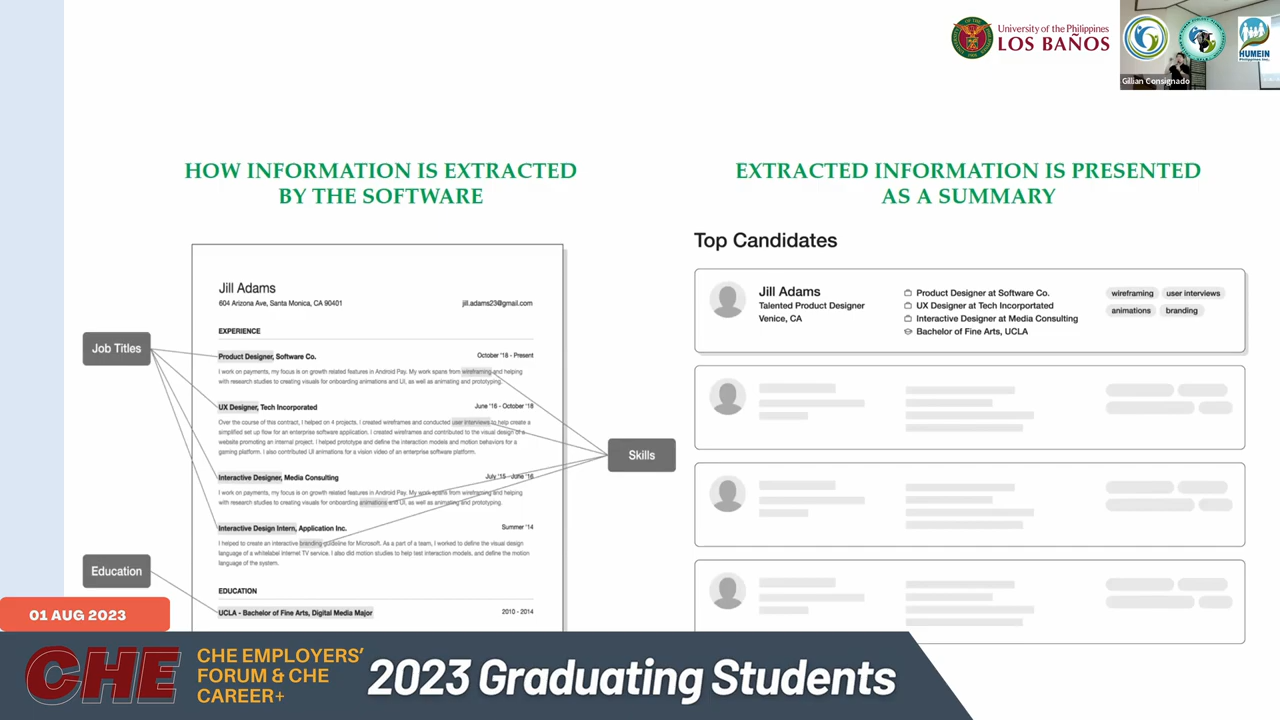 University of the Philippines
LOS BAÑOS
HUMEIN
Philippines Inc.
Gillian Consignado
HOW INFORMATION IS EXTRACTED
BY THE SOFTWARE
Jill Adams
604 Arizona Ave, Santa Monica, CA 90401
jill.adams23@gmail.com
EXPERIENCE
Job Titles
Product Designer, Software Co.
October '18 - Present
I work on payments, my focus is on growth related features in Android Pay. My work spans from wireframing and helping
with research studies to creating visuals for onboarding animations and UI, as well as animating and prototyping.
UX Designer, Tech Incorporated
June '16 - October '18
Over the course of this contract, I helped on 4 projects. I created wireframes and conducted user interviews to help create a
simplified set up flow for an enterprise software application. I created wireframes and contributed to the visual design of a
website promoting an internal project. I helped prototype and define the interaction models and motion behaviors for a
gaming platform. I also contributed UI animations for a vision video of an enterprise software platform.
Skills
Interactive Designer, Media Consulting
July '15 - June '16
I work on payments, my focus is on growth related features in Android Pay. My work spans from wireframing and helping
with research studies to creating visuals for onboarding animations and UI, as well as animating and prototyping.
Interactive Design Intern, Application Inc.
Summer '14
I helped to create an interactive branding guideline for Microsoft. As a part of a team, I worked to define the visual design
language of a whitelabel internet TV service. I also did motion studies to help test interaction models, and define the motion
language of the system.
Education
EDUCATION
UCLA - Bachelor of Fine Arts, Digital Media Major
2010 - 2014
EXTRACTED INFORMATION IS PRESENTED
AS A SUMMARY
Top Candidates
Jill Adams
Talented Product Designer
Venice, CA
Product Designer at Software Co.
UX Designer at Tech Incorportated
Interactive Designer at Media Consulting
Bachelor of Fine Arts, UCLA
wireframing
user interviews
animations
branding
01 AUG 2023
CHE
CHE EMPLOYERS'
FORUM & CHE
CAREER+
2023 Graduating Students